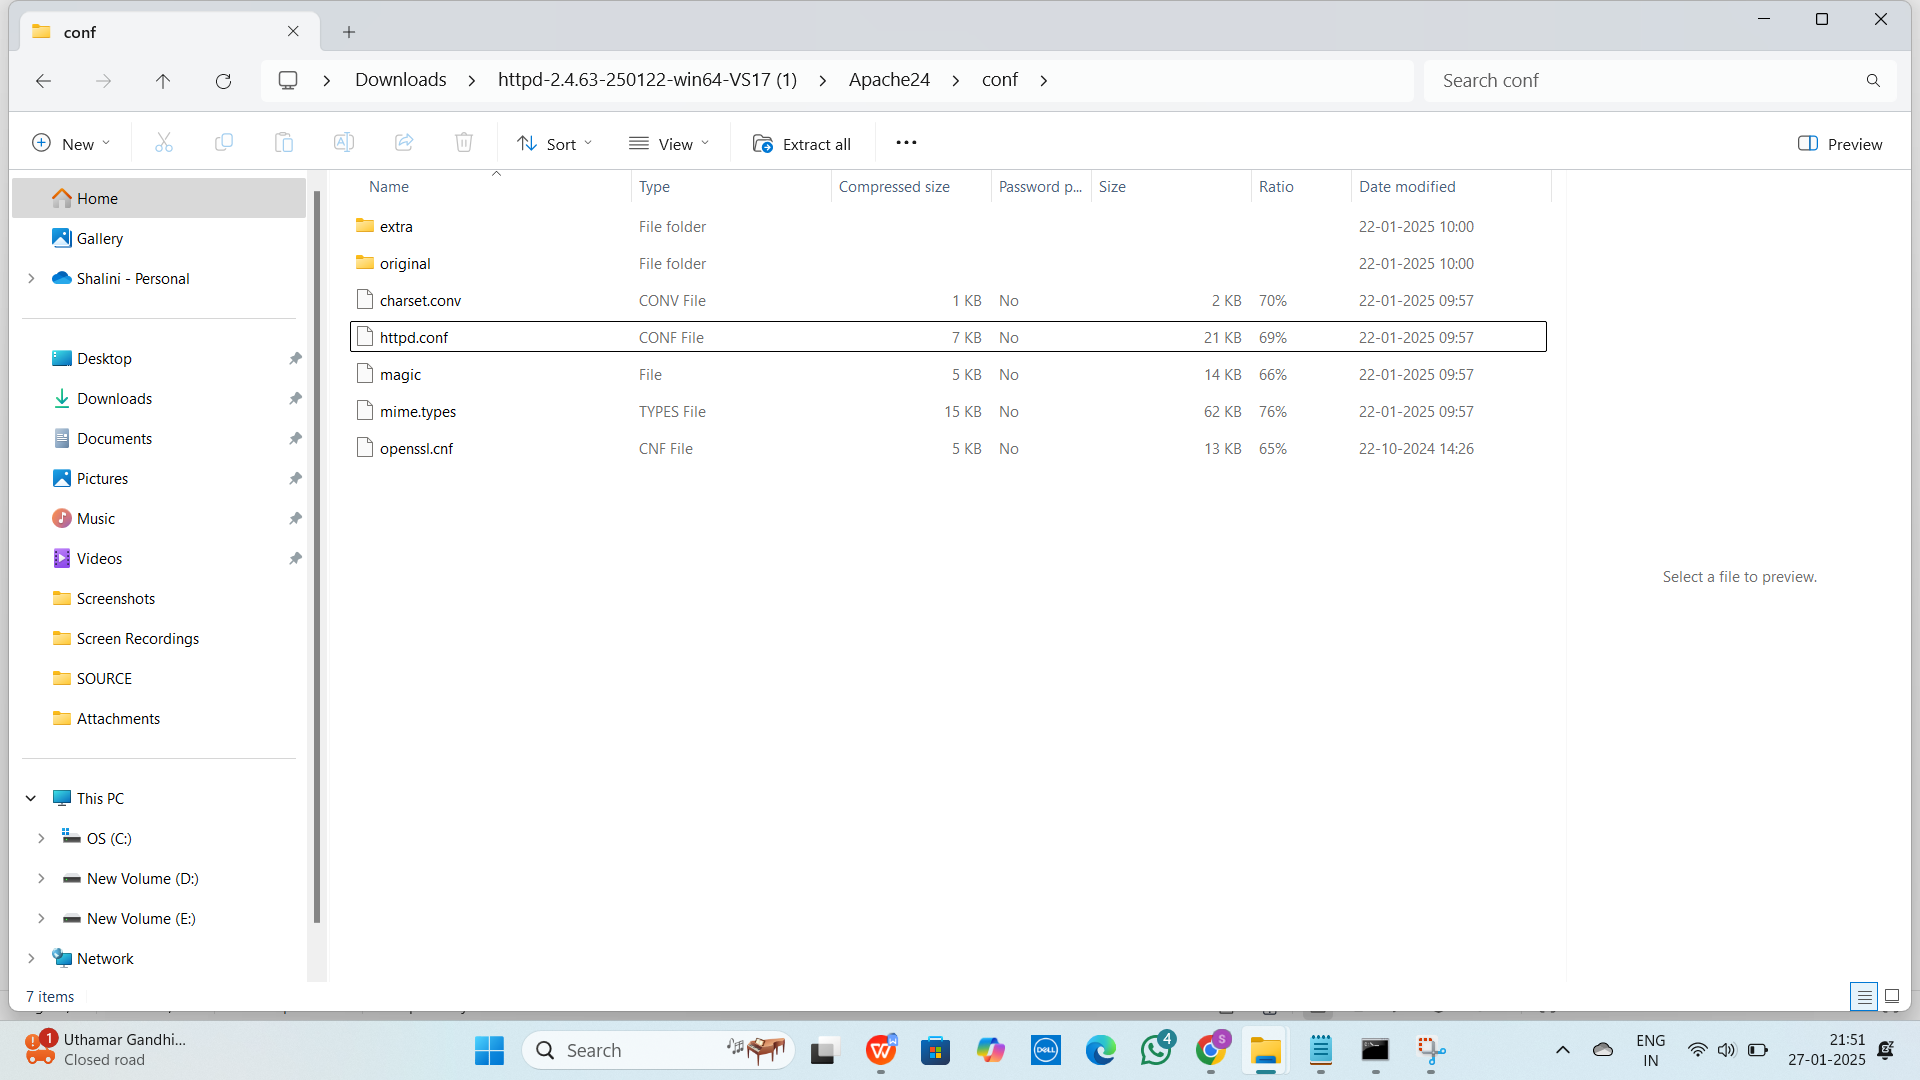 conf
Downloads httpd-2.4.63-250122-win64-VS17 (1) Apache24 conf
Search conf
New Sort View Extract all ••• Preview
Home
Gallery
Shalini - Personal
Desktop
Downloads
Documents
Pictures
Music
Videos
Screenshots
Screen Recordings
SOURCE
Attachments
This PC
OS (C:)
New Volume (D:)
New Volume (E:)
Network
Name Type Compressed size Password p... Size Ratio Date modified
extra File folder 22-01-2025 10:00
original File folder 22-01-2025 10:00
charset.conv CONV File 1 KB No 2 KB 70% 22-01-2025 09:57
httpd.conf CONF File 7 KB No 21 KB 69% 22-01-2025 09:57
magic File 5 KB No 14 KB 66% 22-01-2025 09:57
mime.types TYPES File 15 KB No 62 KB 76% 22-01-2025 09:57
openssl.cnf CNF File 5 KB No 13 KB 65% 22-10-2024 14:26
Select a file to preview.
7 items
1 Uthamar Gandhi...
Closed road
Search
DELL
4
S
ENG
IN
21:51
27-01-2025